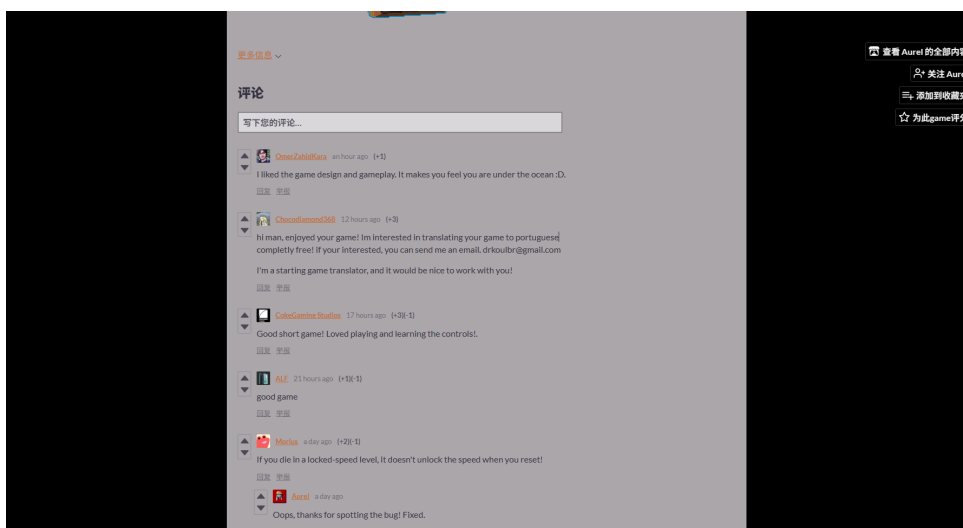 更多信息
查看 Aurel 的全部内容
关注 Aure
添加到收藏夹
为此game评分
评论
写下您的评论...
OmerZahidKara an hour ago (+1)
I liked the game design and gameplay. It makes you feel you are under the ocean :D.
回复 举报
Chocodiamond368 12 hours ago (+3)
hi man, enjoyed your game! Im interested in translating your game to portuguese
completly free! if your interested, you can send me an email. drkoulbr@gmail.com
I'm a starting game translator, and it would be nice to work with you!
回复 举报
CokeGaming Studios 17 hours ago (+3)(-1)
Good short game! Loved playing and learning the controls!.
回复 举报
ALF 21 hours ago (+1)(-1)
good game
回复 举报
Morius a day ago (+2)(-1)
If you die in a locked-speed level, it doesn't unlock the speed when you reset!
回复 举报
Aurel a day ago
Oops, thanks for spotting the bug! Fixed.